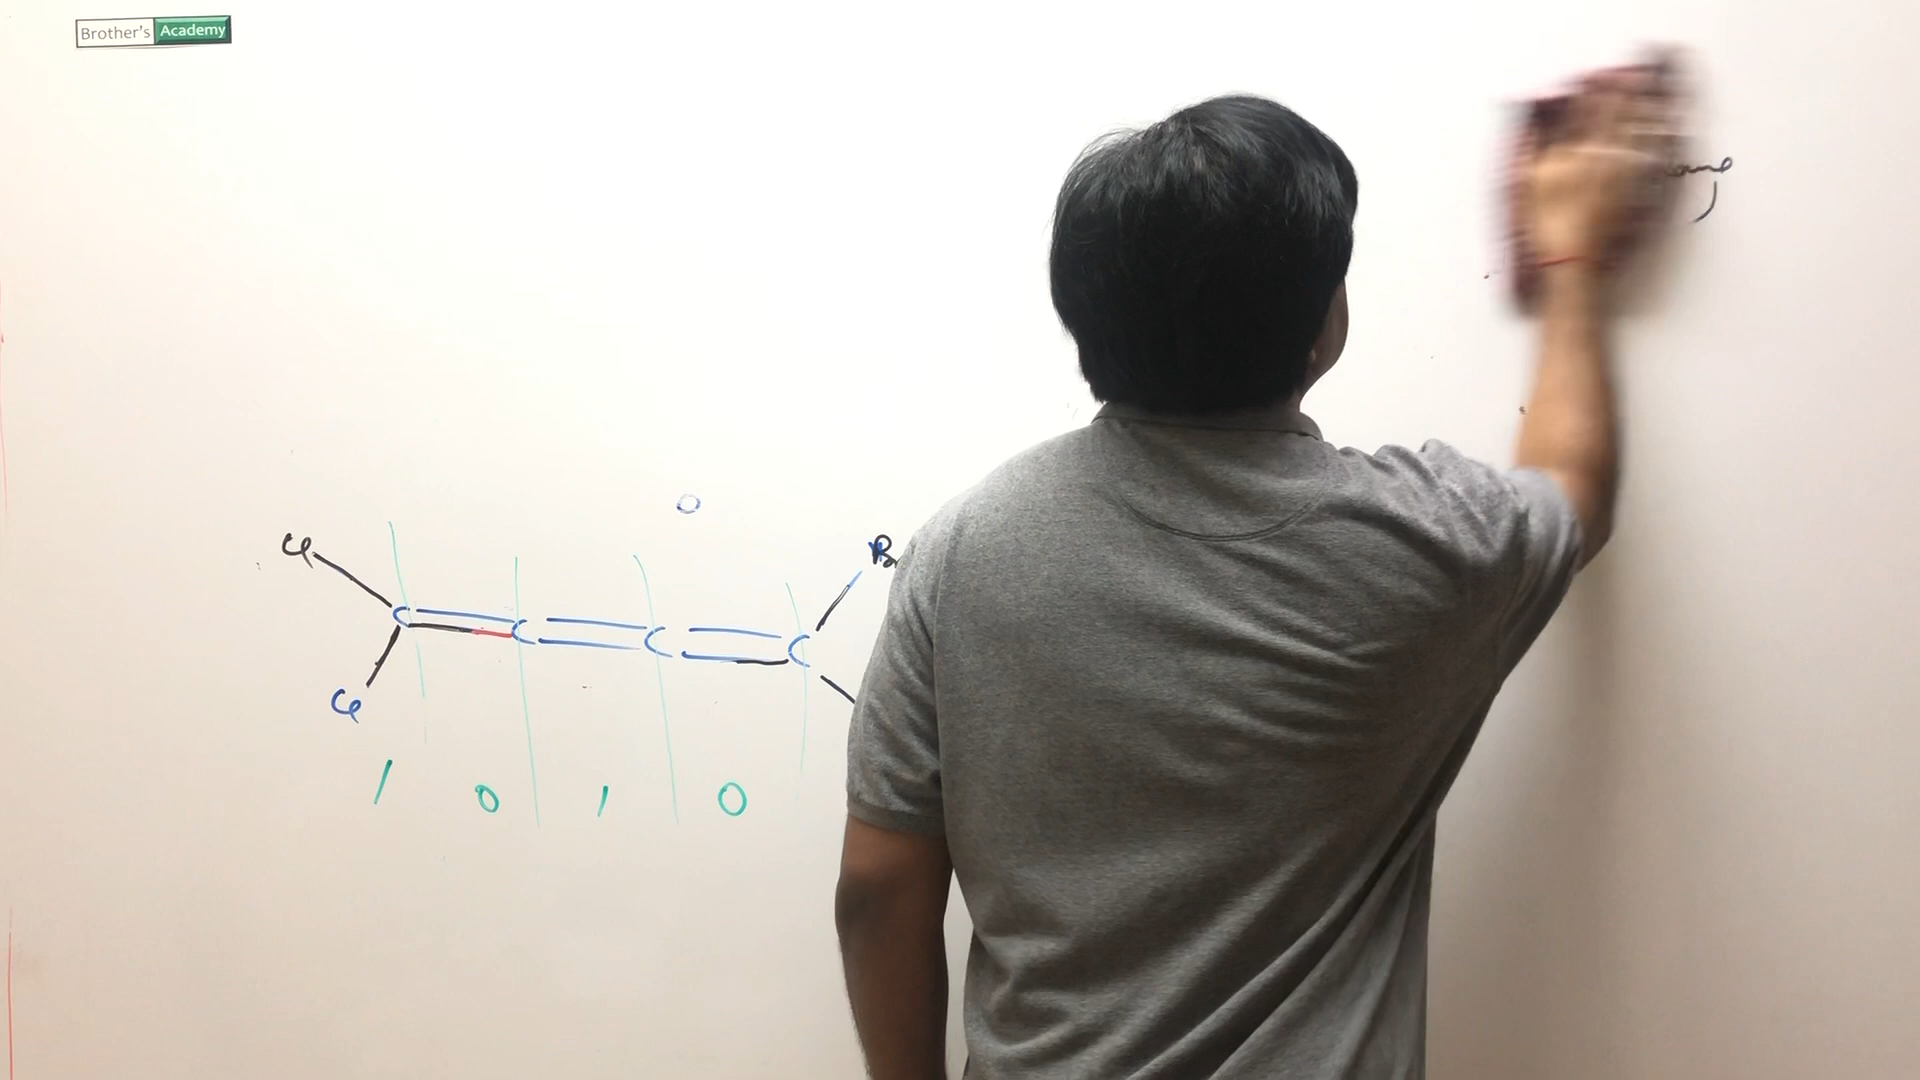 Brother's Academy
O
Cl Br
C C C C
Cl
1 0 1 0